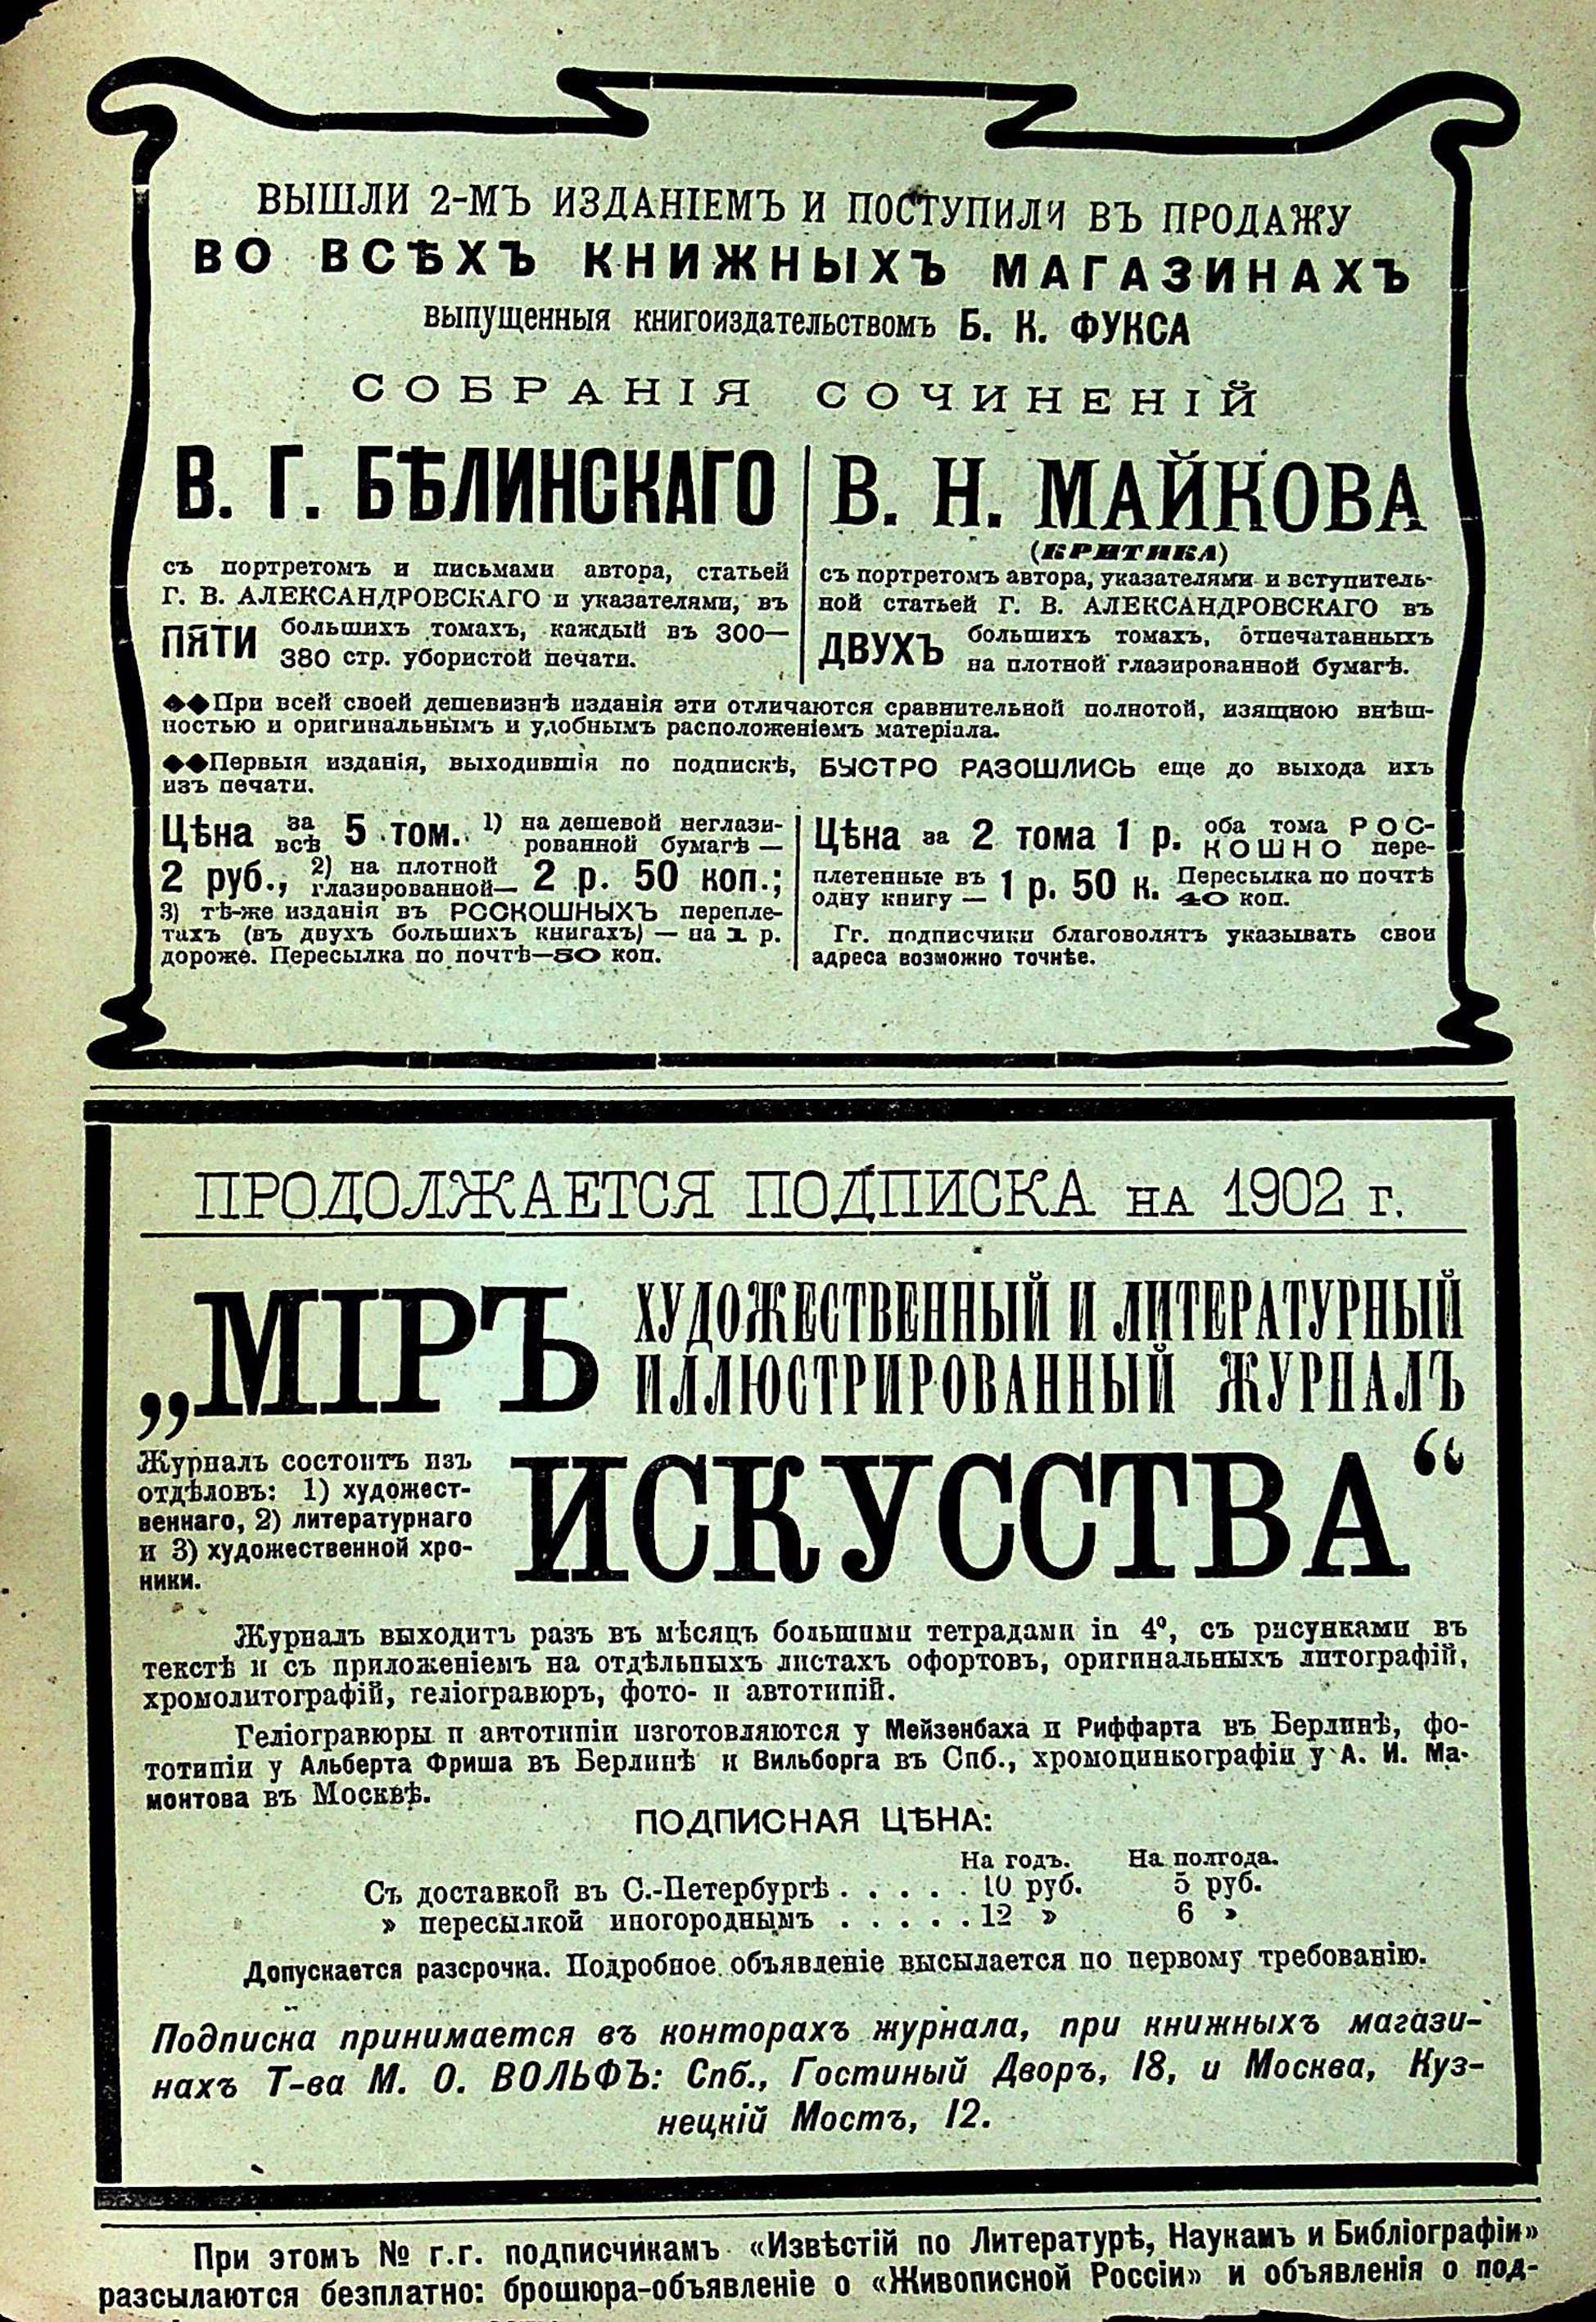 ВЫШЛИ 2-МЪ ИЗДАНІЕМЪ И ПОСТУПИЛИ ВЪ ПРОДАЖУ
ВО ВСѢХЪ КНИЖНЫХЪ МАГАЗИНАХЪ
выпущенныя книгоиздательствомъ Б. К. ФУКСА
СОБРАНІЯ СОЧИНЕНІЙ
В. Г. БѢЛИНСКАГО
съ портретомъ и письмами автора, статьей
Г. В. АЛЕКСАНДРОВСКАГО и указателями, въ
ПЯТИ большихъ томахъ, каждый въ 300—
380 стр. убористой печати.
В. Н. МАЙКОВА
(КРИТИКА)
съ портретомъ автора, указателями и вступитель-
ной статьей Г. В. АЛЕКСАНДРОВСКАГО въ
ДВУХЪ большихъ томахъ, отпечатанныхъ
на плотной глазированной бумагѣ.
◆◆При всей своей дешевизнѣ изданія эти отличаются сравнительной полнотой, изящною внѣш-
ностью и оригинальнымъ и удобнымъ расположеніемъ матеріала.
◆◆Первыя изданія, выходившія по подпискѣ, БЫСТРО РАЗОШЛИСЬ еще до выхода ихъ
изъ печати.
Цѣна за всѣ 5 том. 1) на дешевой неглази-
рованной бумагѣ —
2 руб., 2) на плотной глазированной— 2 р. 50 коп.;
3) тѣ-же изданія въ РОСКОШНЫХЪ перепле-
тахъ (въ двухъ большихъ книгахъ) — на 1 р.
дороже. Пересылка по почтѣ—50 коп.
Цѣна за 2 тома 1 р. оба тома РОС-
КОШНО пере-
плетенные въ одну книгу — 1 р. 50 к. Пересылка по почтѣ
40 коп.
Гг. подписчики благоволятъ указывать свои
адреса возможно точнѣе.
ПРОДОЛЖАЕТСЯ ПОДПИСКА НА 1902 г.
„МІРЪ
ХУДОЖЕСТВЕННЫЙ И ЛИТЕРАТУРНЫЙ
ИЛЛЮСТРИРОВАННЫЙ ЖУРНАЛЪ
ИСКУССТВА“
Журналъ состоитъ изъ
отдѣловъ: 1) художест-
веннаго, 2) литературнаго
и 3) художественной хро-
ники.
Журналъ выходитъ разъ въ мѣсяцъ большими тетрадами in 4°, съ рисунками въ
текстѣ и съ приложеніемъ на отдѣльныхъ листахъ офортовъ, оригинальныхъ литографій,
хромолитографій, геліогравюръ, фото- и автотипій.
Геліогравюры и автотипіи изготовляются у Мейзенбаха и Риффарта въ Берлинѣ, фо-
тотипіи у Альберта Фриша въ Берлинѣ и Вильборга въ Спб., хромоцинкографіи у А. И. Ма-
монтова въ Москвѣ.
ПОДПИСНАЯ ЦѢНА:
На годъ. На полгода.
Съ доставкой въ С.-Петербургѣ . . . . . 10 руб. 5 руб.
» пересылкой иногороднымъ . . . . . 12 » 6 »
Допускается разсрочка. Подробное объявленіе высылается по первому требованію.
Подписка принимается въ конторахъ журнала, при книжныхъ магази-
нахъ Т-ва М. О. ВОЛЬФЪ: Спб., Гостиный Дворъ, 18, и Москва, Куз-
нецкій Мостъ, 12.
При этомъ № г.г. подписчикамъ «Извѣстій по Литературѣ, Наукамъ и Библіографіи»
разсылаются безплатно: брошюра-объявленіе о «Живописной Россіи» и объявленія о под-